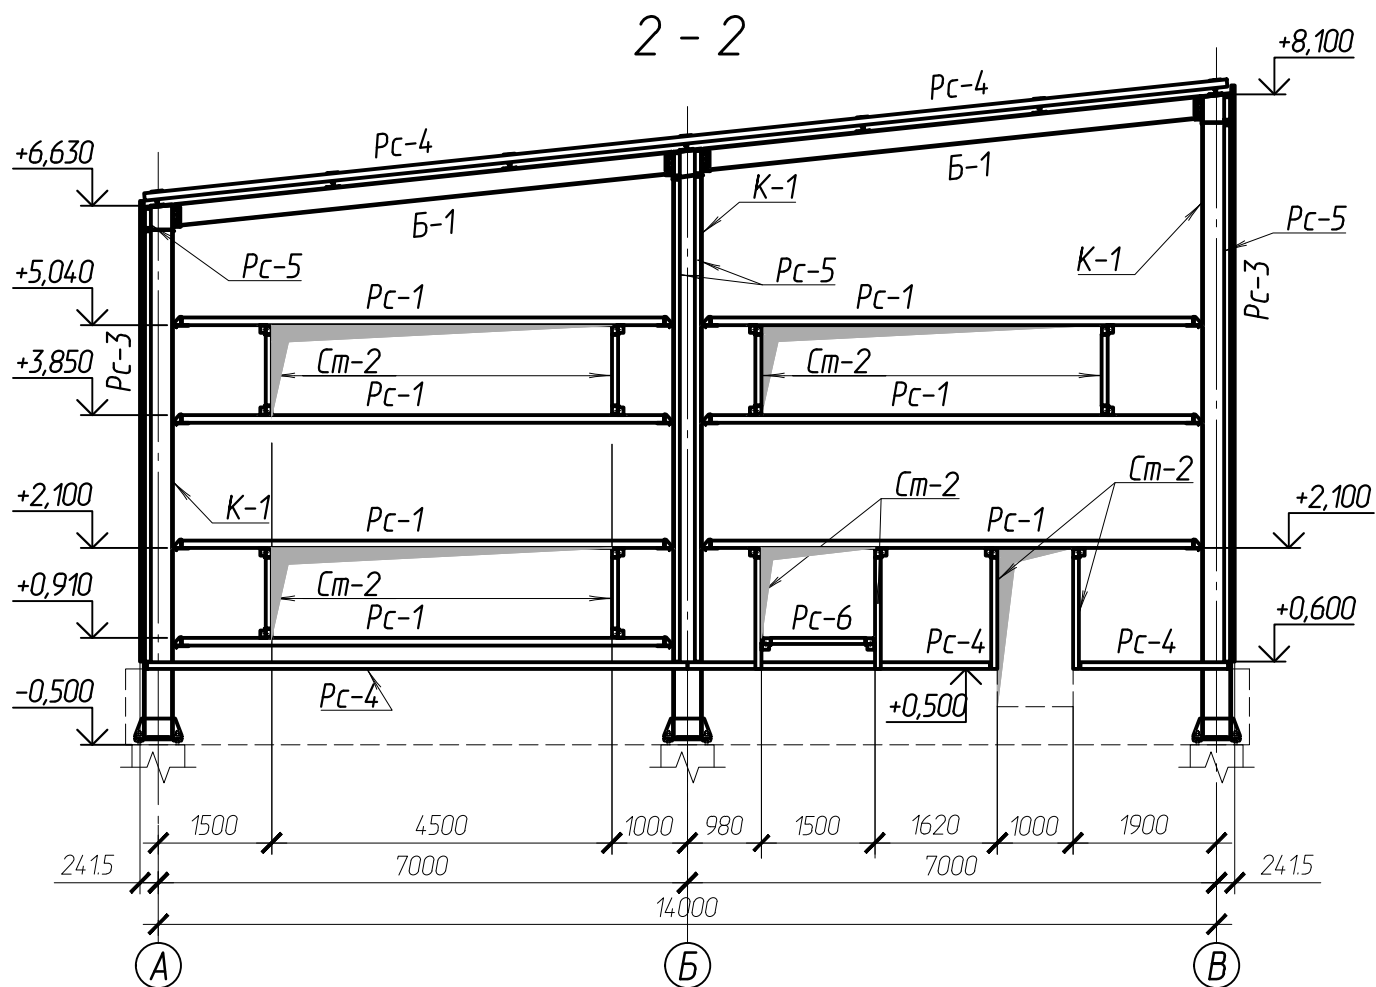 2 - 2
+8,100
Рс-4
Рс-4
+6,630
Б-1
К-1
Б-1
Рс-5
Рс-5
К-1
Рс-5
+5,040
Рс-1
Рс-1
Рс-3
Рс-3
+3,850
Ст-2
Ст-2
Рс-1
Рс-1
+2,100
К-1
Рс-1
Ст-2
Ст-2
Рс-1
+2,100
+0,910
Ст-2
Рс-1
Рс-6
Рс-4
Рс-4
+0,600
-0,500
Рс-4
+0,500
1500
4500
1000
980
1500
1620
1000
1900
241.5
7000
7000
241.5
14000
А
Б
В